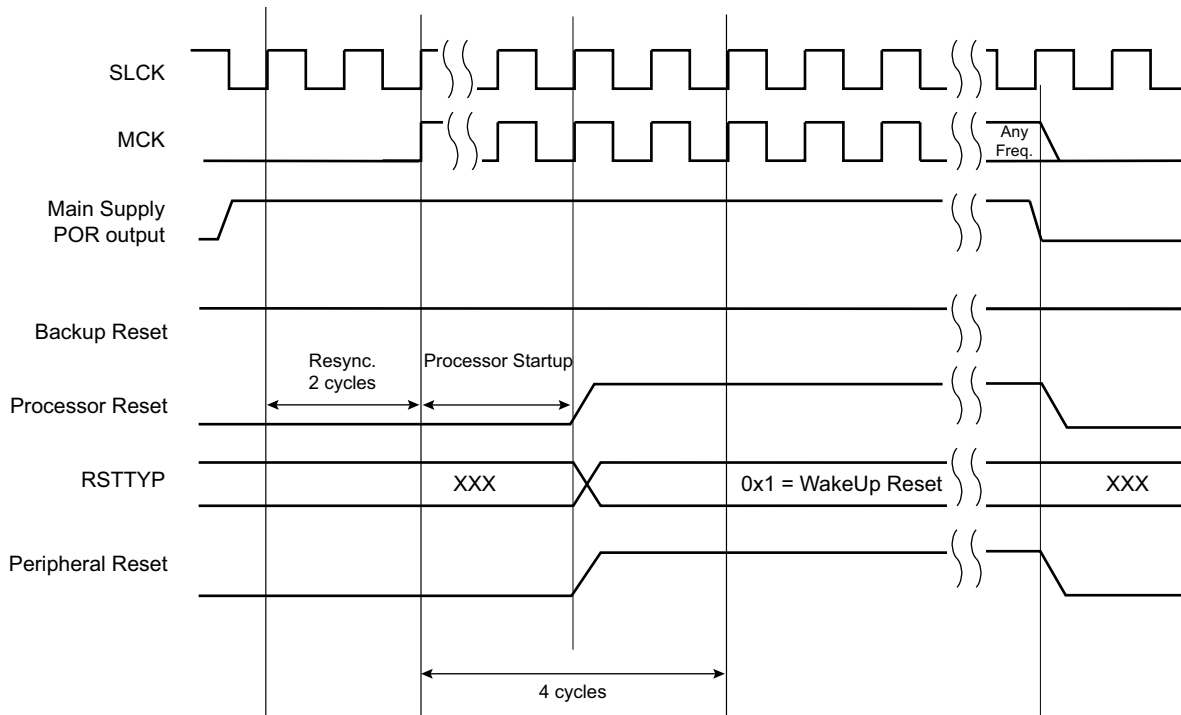 SLCK
MCK
Any
Freq.
Main Supply
POR output
Backup Reset
Resync.
2 cycles
Processor Startup
Processor Reset
RSTTYP
XXX
0x1 = WakeUp Reset
XXX
Peripheral Reset
4 cycles